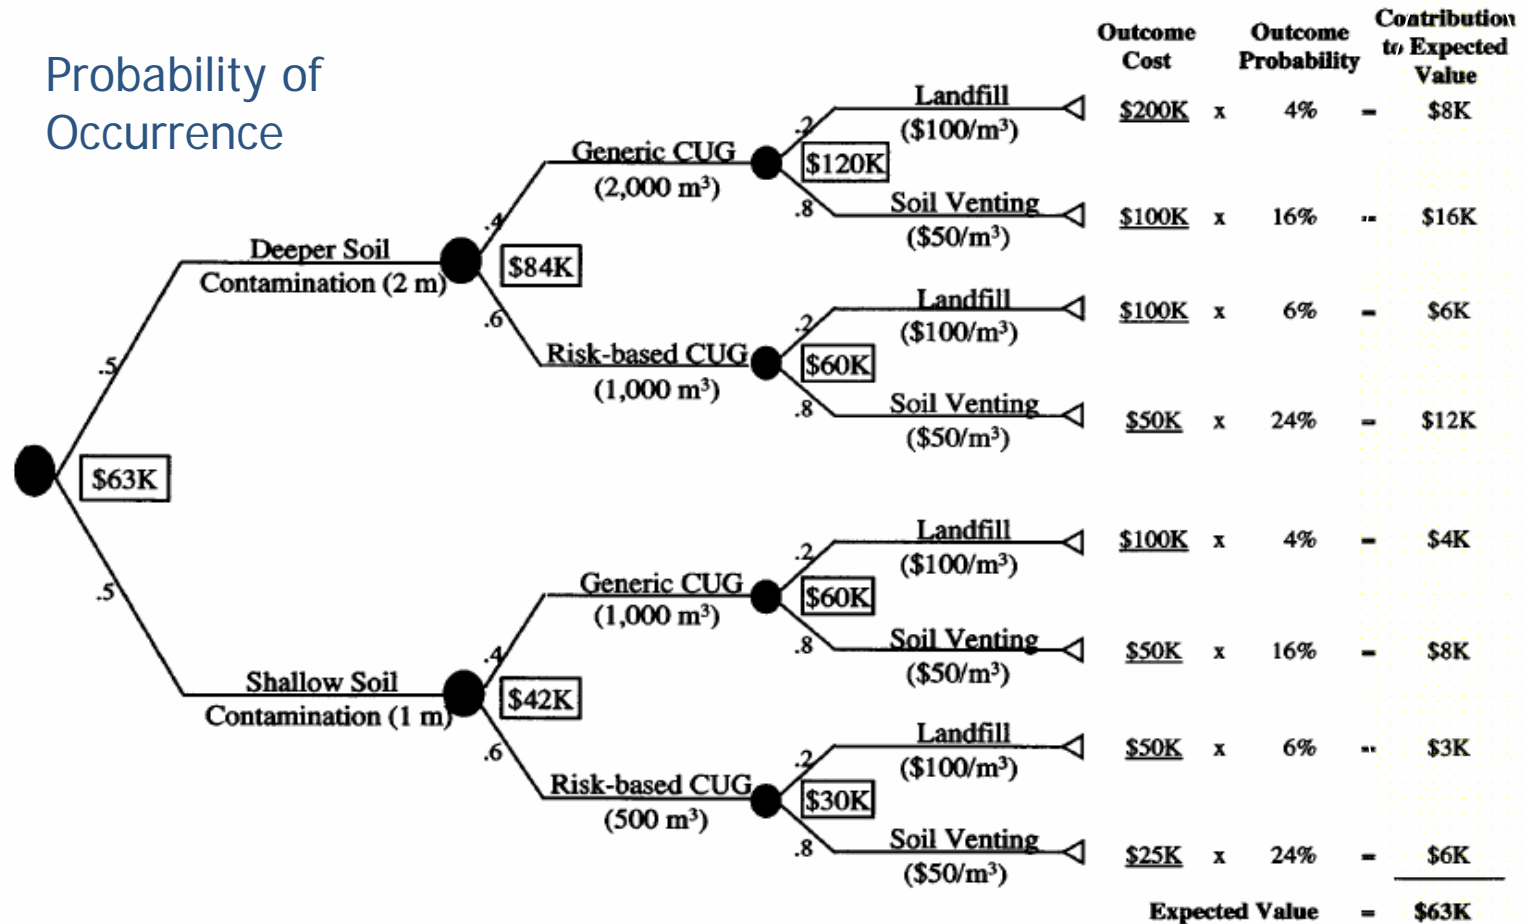 Probability of
Occurrence
Outcome
Cost
Outcome
Probability
Contribution
to Expected
Value
.5
Deeper Soil
Contamination (2 m)
.4
Generic CUG
(2,000 m³)
.2
Landfill
($100/m³)
$200K x 4% = $8K
$120K
.8
Soil Venting
($50/m³)
$100K x 16% = $16K
$84K
.6
Risk-based CUG
(1,000 m³)
.2
Landfill
($100/m³)
$100K x 6% = $6K
$60K
.8
Soil Venting
($50/m³)
$50K x 24% = $12K
$63K
.5
Shallow Soil
Contamination (1 m)
.4
Generic CUG
(1,000 m³)
.2
Landfill
($100/m³)
$100K x 4% = $4K
$60K
.8
Soil Venting
($50/m³)
$50K x 16% = $8K
$42K
.6
Risk-based CUG
(500 m³)
.2
Landfill
($100/m³)
$50K x 6% = $3K
$30K
.8
Soil Venting
($50/m³)
$25K x 24% = $6K
Expected Value = $63K